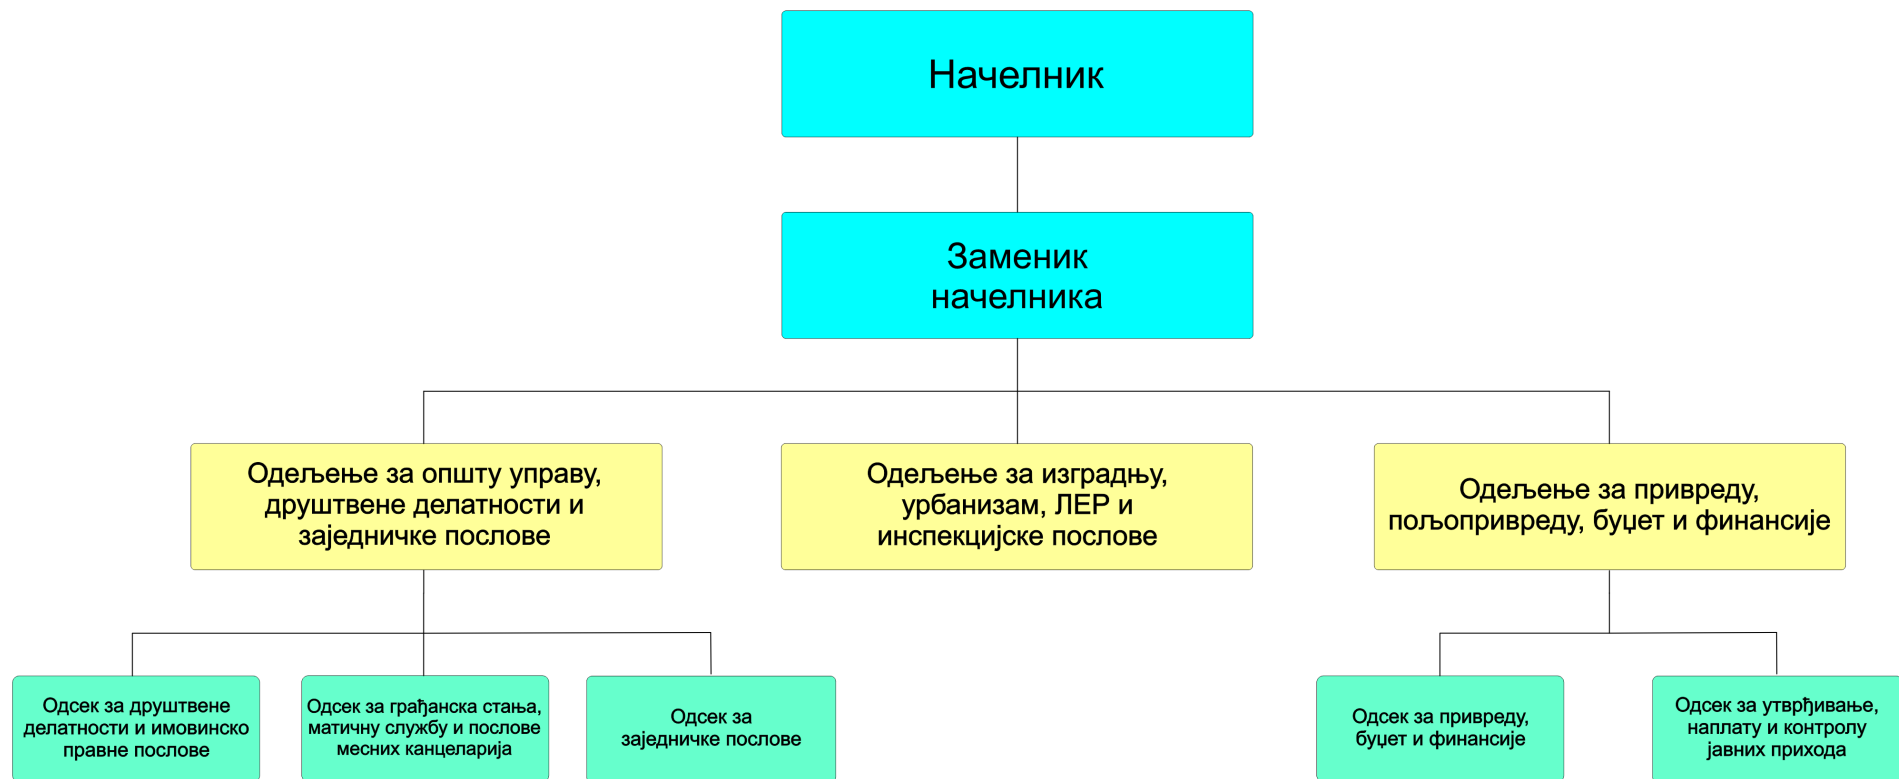 Начелник
Заменик
начелника
Одељење за општу управу,
друштвене делатности и
заједничке послове
Одељење за изградњу,
урбанизам, ЛЕР и
инспекцијске послове
Одељење за привреду,
пољопривреду, буџет и финансије
Одсек за друштвене
делатности и имовинско
правне послове
Одсек за грађанска стања,
матичну службу и послове
месних канцеларија
Одсек за
заједничке послове
Одсек за привреду,
буџет и финансије
Одсек за утврђивање,
наплату и контролу
јавних прихода